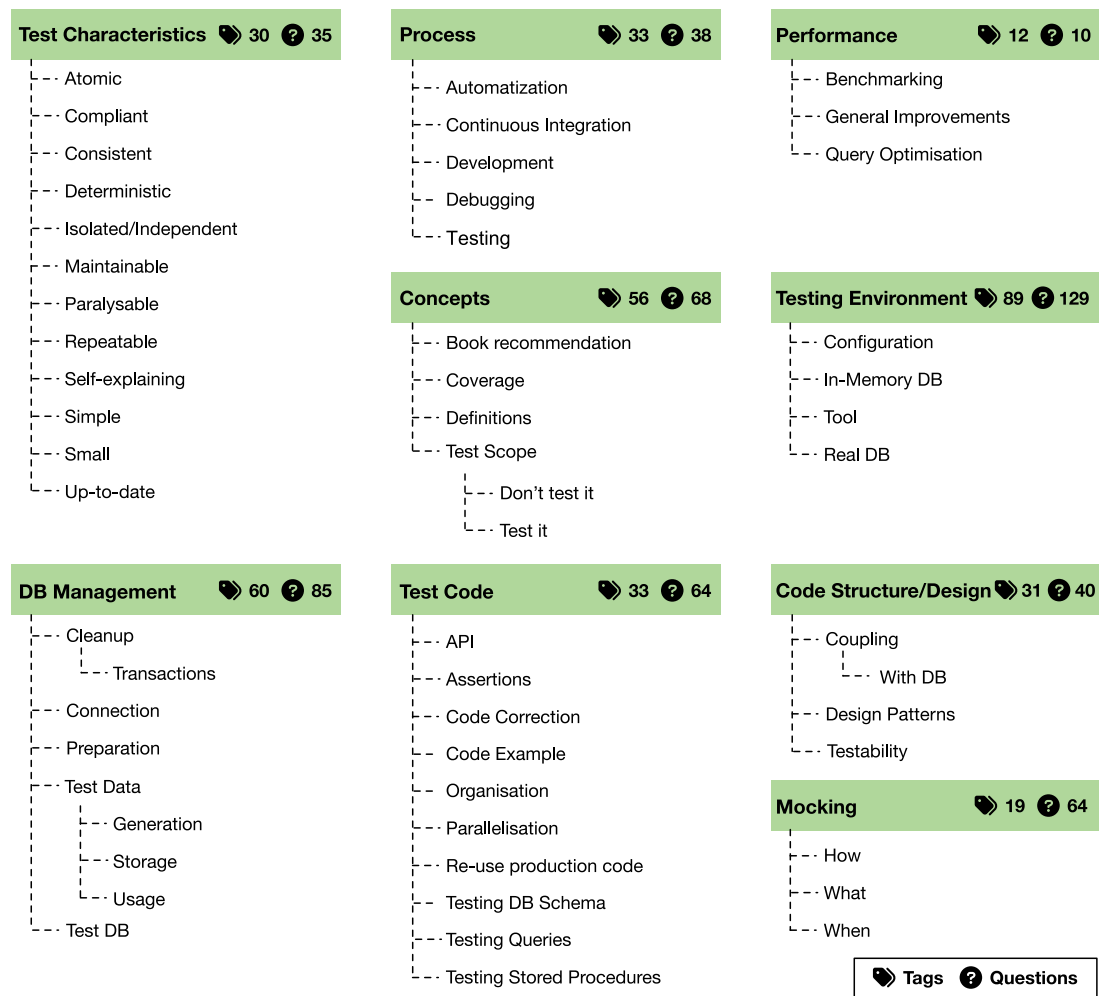 Test Characteristics 30 35
Atomic
Compliant
Consistent
Deterministic
Isolated/Independent
Maintainable
Paralysable
Repeatable
Self-explaining
Simple
Small
Up-to-date
Process 33 38
Automatization
Continuous Integration
Development
Debugging
Testing
Performance 12 10
Benchmarking
General Improvements
Query Optimisation
Concepts 56 68
Book recommendation
Coverage
Definitions
Test Scope
Don't test it
Test it
Testing Environment 89 129
Configuration
In-Memory DB
Tool
Real DB
DB Management 60 85
Cleanup
Transactions
Connection
Preparation
Test Data
Generation
Storage
Usage
Test DB
Test Code 33 64
API
Assertions
Code Correction
Code Example
Organisation
Parallelisation
Re-use production code
Testing DB Schema
Testing Queries
Testing Stored Procedures
Code Structure/Design 31 40
Coupling
With DB
Design Patterns
Testability
Mocking 19 64
How
What
When
Tags ? Questions